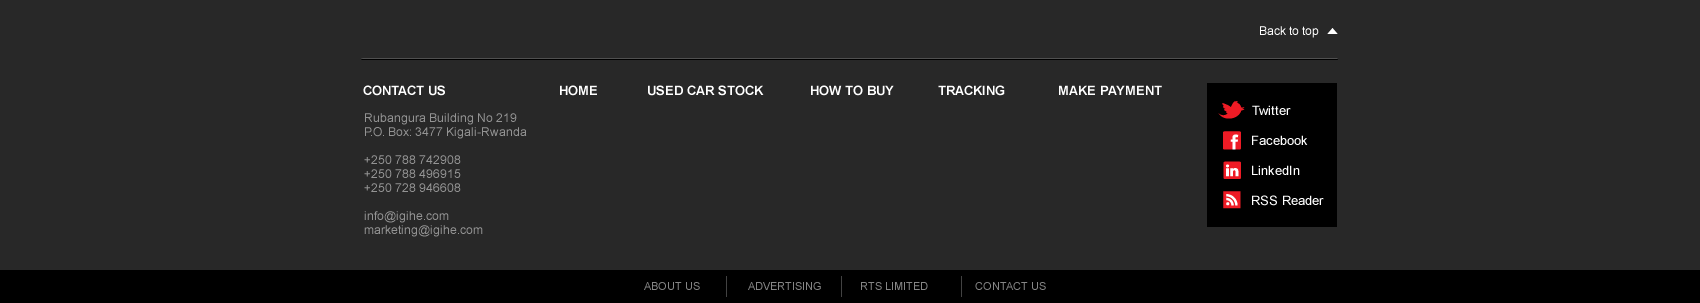 Back to top
CONTACT US
HOME
USED CAR STOCK
HOW TO BUY
TRACKING
MAKE PAYMENT
Rubangura Building No 219
P.O. Box: 3477 Kigali-Rwanda
+250 788 742908
+250 788 496915
+250 728 946608
info@igihe.com
marketing@igihe.com
Twitter
Facebook
LinkedIn
RSS Reader
ABOUT US
ADVERTISING
RTS LIMITED
CONTACT US